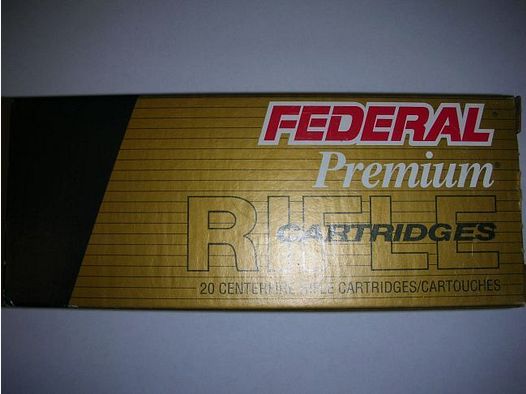 FEDERAL
Premium
RIFLE
CARTRIDGES
20 CENTERFIRE RIFLE CARTRIDGES/CARTOUCHES